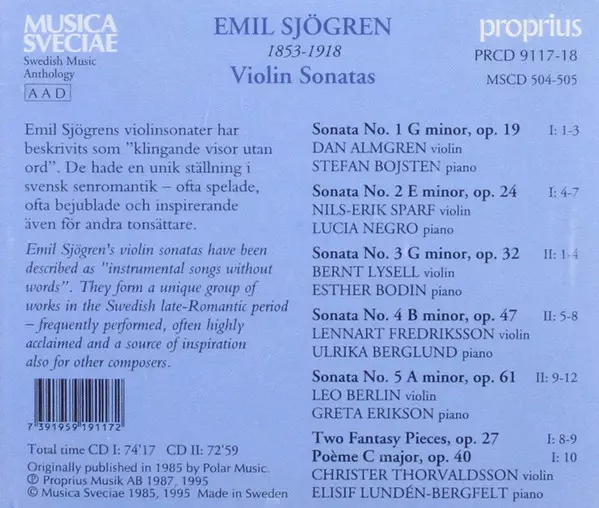 MUSICA
SVECIAE
Swedish Music
Anthology
AAD
EMIL SJÖGREN
1853-1918
Violin Sonatas
proprius
PRCD 9117-18
MSCD 504-505
Emil Sjögrens violinsonater har
beskrivits som ”klingande visor utan
ord”. De hade en unik ställning i
svensk senromantik – ofta spelade,
ofta bejublade och inspirerande
även för andra tonsättare.
Emil Sjögren's violin sonatas have been
described as ”instrumental songs without
words”. They form a unique group of
works in the Swedish late-Romantic period
– frequently performed, often highly
acclaimed and a source of inspiration
also for other composers.
7 391959 191172
Total time CD I: 74'17 CD II: 72'59
Originally published in 1985 by Polar Music.
Ⓟ Proprius Musik AB 1987, 1995
© Musica Sveciae 1985, 1995 Made in Sweden
Sonata No. 1 G minor, op. 19 I: 1-3
DAN ALMGREN violin
STEFAN BOJSTEN piano
Sonata No. 2 E minor, op. 24 I: 4-7
NILS-ERIK SPARF violin
LUCIA NEGRO piano
Sonata No. 3 G minor, op. 32 II: 1-4
BERNT LYSELL violin
ESTHER BODIN piano
Sonata No. 4 B minor, op. 47 II: 5-8
LENNART FREDRIKSSON violin
ULRIKA BERGLUND piano
Sonata No. 5 A minor, op. 61 II: 9-12
LEO BERLIN violin
GRETA ERIKSON piano
Two Fantasy Pieces, op. 27 I: 8-9
Poème C major, op. 40 I: 10
CHRISTER THORVALDSSON violin
ELISIF LUNDÉN-BERGFELT piano